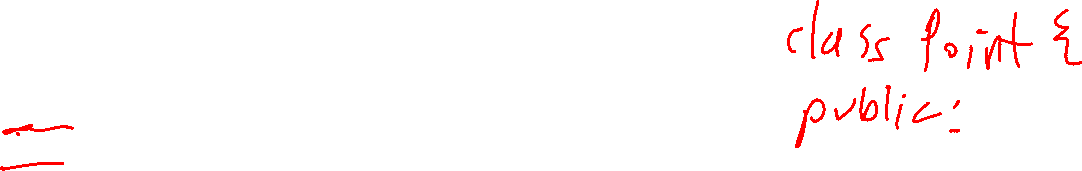 class Point {
public: